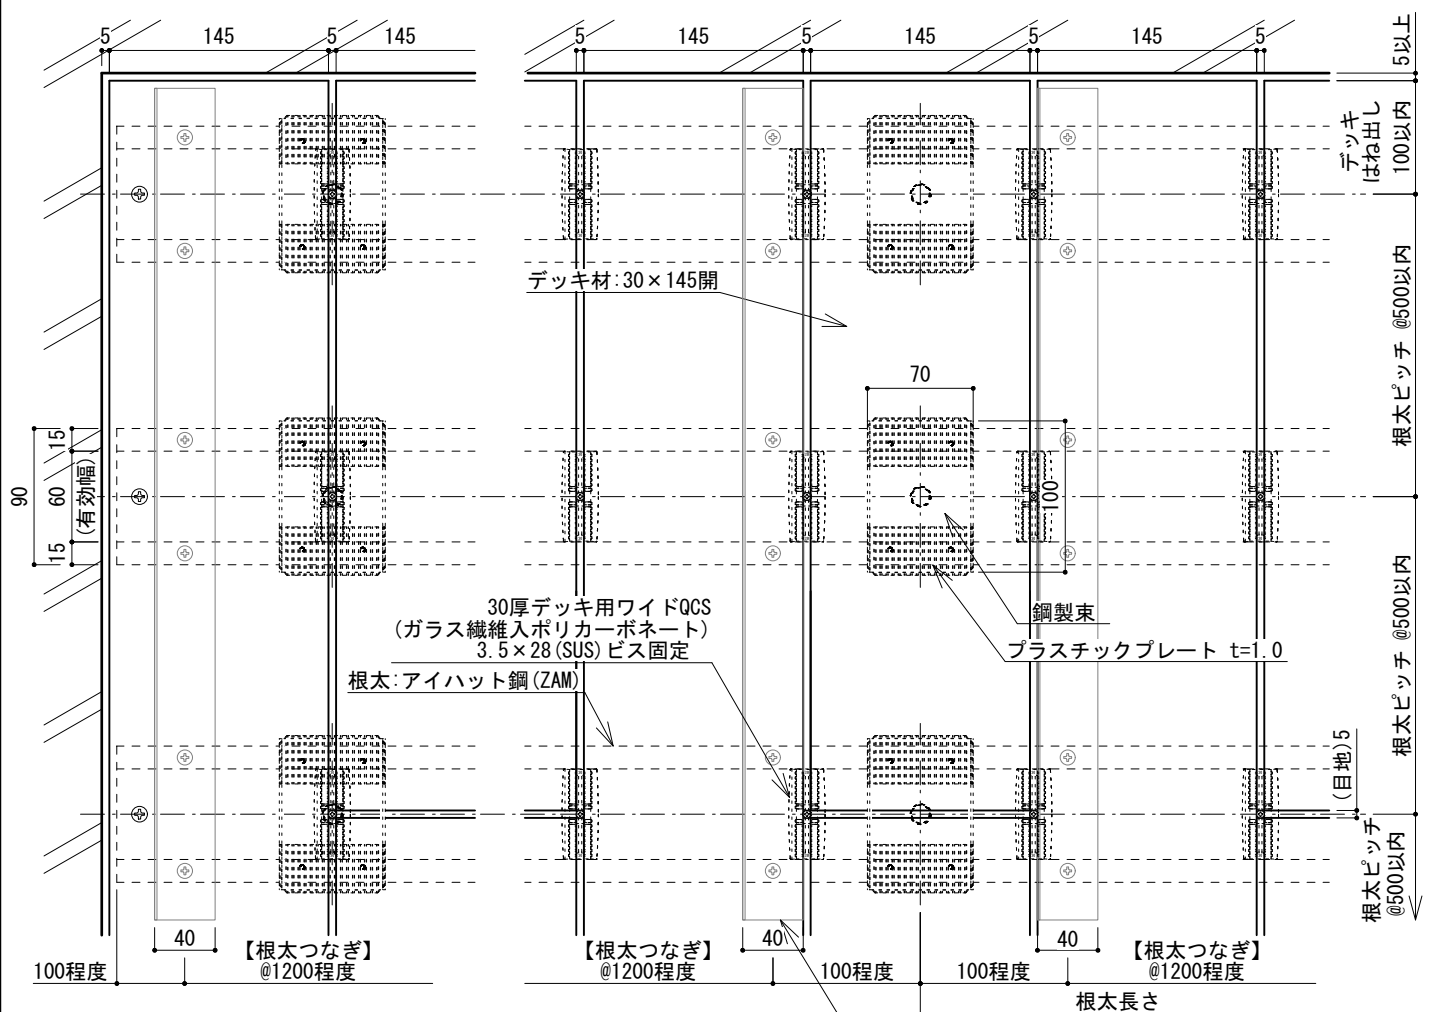 5
145
5
145
5
145
5
145
5
145
5
5以上
デッキ
はね出し
100以内
根太ピッチ @500以内
デッキ材:30×145開
70
100
15
60
(有効幅)
15
90
鋼製束
プラスチックプレート t=1.0
30厚デッキ用ワイドQCS
(ガラス繊維入ポリカーボネート)
3.5×28(SUS)ビス固定
根太:アイハット鋼(ZAM)
根太ピッチ @500以内
(目地)5
根太ピッチ
@500以内
40
【根太つなぎ】
@1200程度
100程度
【根太つなぎ】
@1200程度
40
100程度
100程度
40
【根太つなぎ】
@1200程度
根太長さ